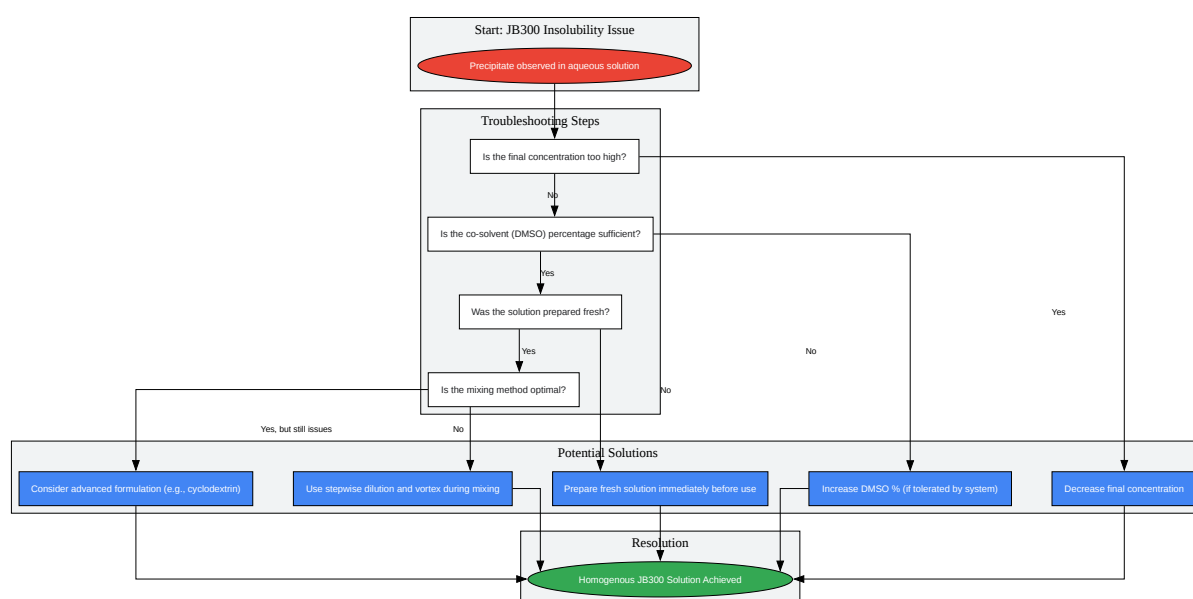 Start: JB300 Insolubility Issue
Precipitate observed in aqueous solution
Troubleshooting Steps
Is the final concentration too high?
No
Is the co-solvent (DMSO) percentage sufficient?
Yes
Was the solution prepared fresh?
Yes
Yes
No
Is the mixing method optimal?
No
Yes, but still issues
No
Potential Solutions
Consider advanced formulation (e.g., cyclodextrin)
Use stepwise dilution and vortex during mixing
Prepare fresh solution immediately before use
Increase DMSO % (if tolerated by system)
Decrease final concentration
Resolution
Homogenous JB300 Solution Achieved